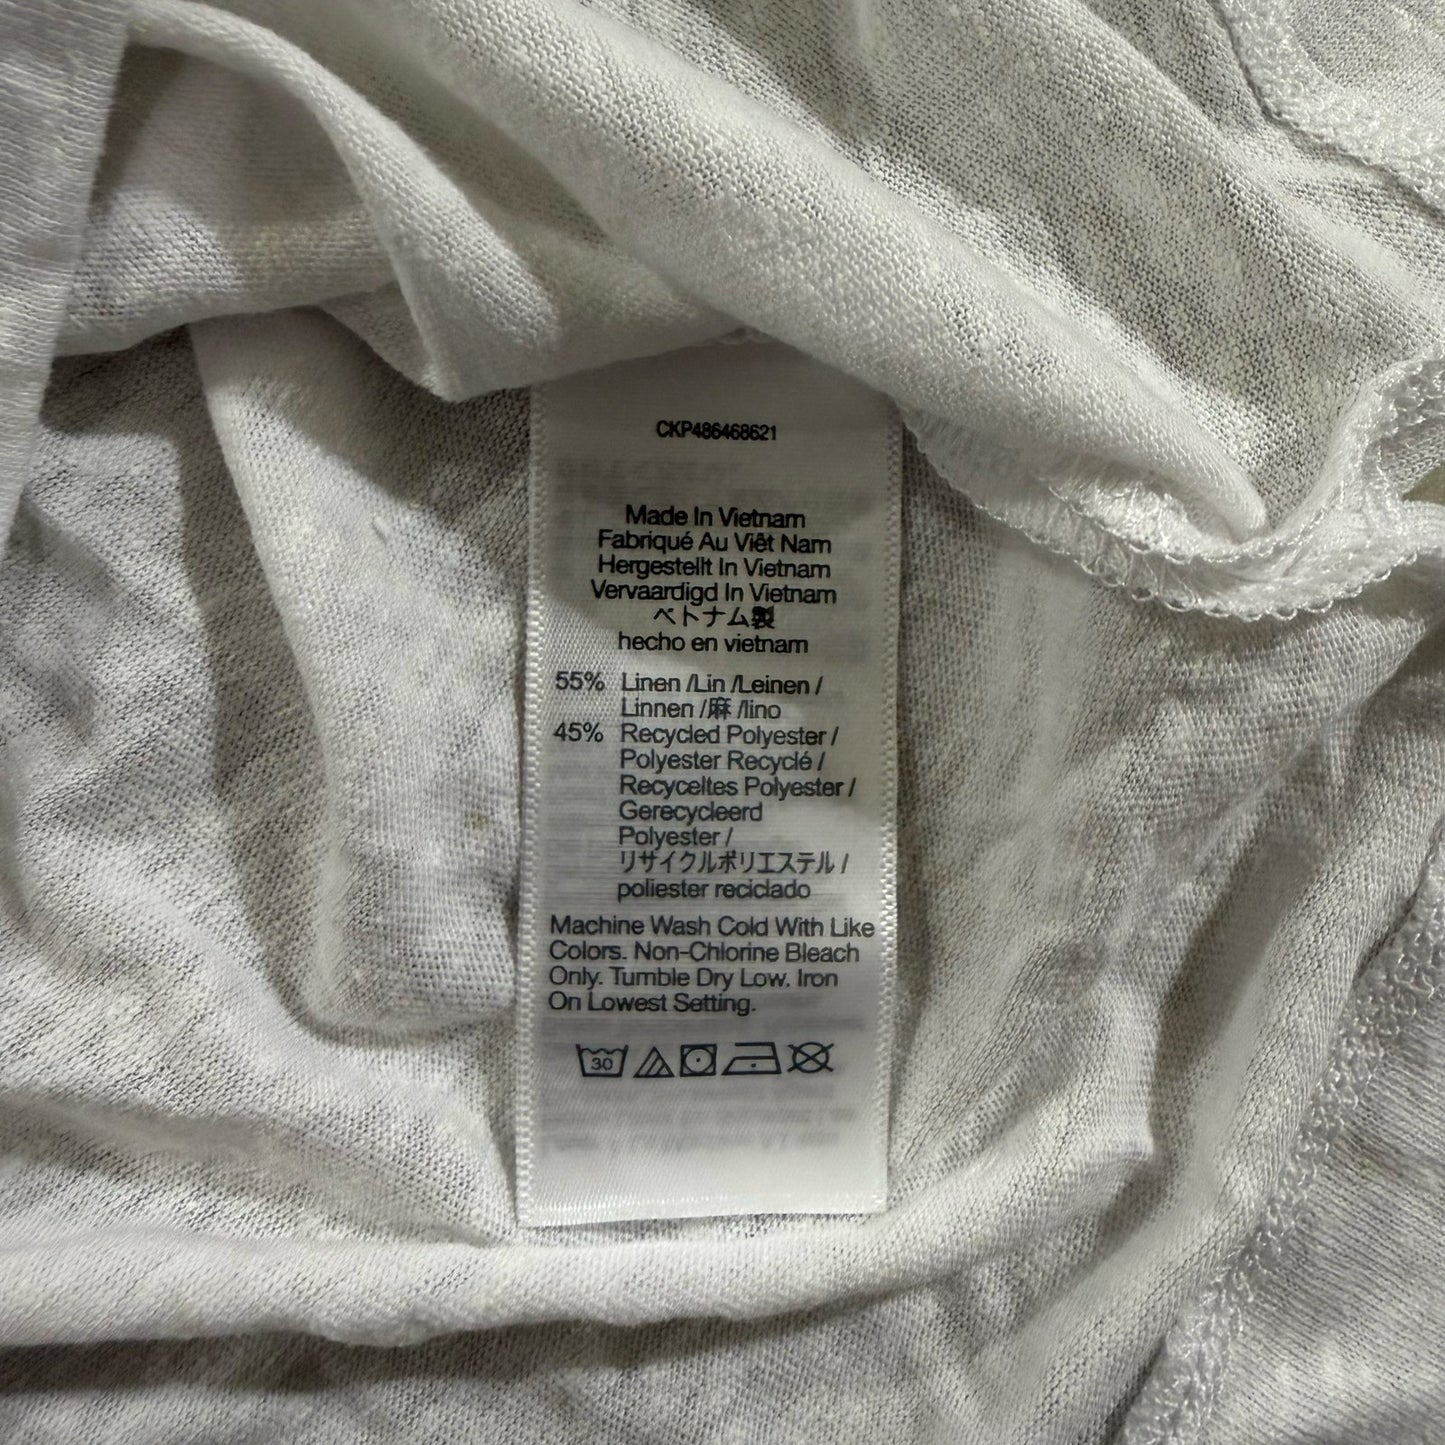 CKP486468621
Made In Vietnam
Fabriqué Au Viêt Nam
Hergestellt In Vietnam
Vervaardigd In Vietnam
ベトナム製
hecho en vietnam
55% Linen /Lin /Leinen /
Linnen /麻 /lino
45% Recycled Polyester /
Polyester Recyclé /
Recyceltes Polyester /
Gerecycleerd
Polyester /
リサイクルポリエステル /
poliester reciclado
Machine Wash Cold With Like
Colors. Non-Chlorine Bleach
Only. Tumble Dry Low. Iron
On Lowest Setting.
30